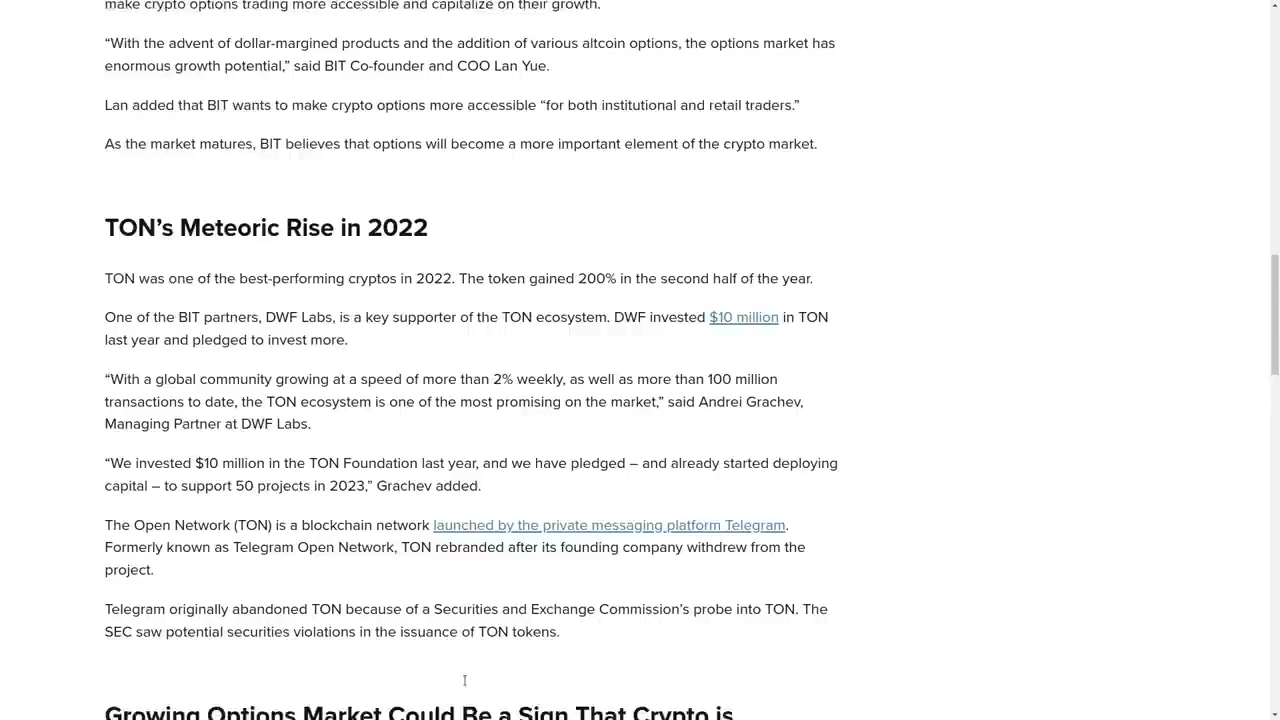 make crypto options trading more accessible and capitalize on their growth.
“With the advent of dollar-margined products and the addition of various altcoin options, the options market has
enormous growth potential,” said BIT Co-founder and COO Lan Yue.
Lan added that BIT wants to make crypto options more accessible “for both institutional and retail traders.”
As the market matures, BIT believes that options will become a more important element of the crypto market.
TON’s Meteoric Rise in 2022
TON was one of the best-performing cryptos in 2022. The token gained 200% in the second half of the year.
One of the BIT partners, DWF Labs, is a key supporter of the TON ecosystem. DWF invested $10 million in TON
last year and pledged to invest more.
“With a global community growing at a speed of more than 2% weekly, as well as more than 100 million
transactions to date, the TON ecosystem is one of the most promising on the market,” said Andrei Grachev,
Managing Partner at DWF Labs.
“We invested $10 million in the TON Foundation last year, and we have pledged – and already started deploying
capital – to support 50 projects in 2023,” Grachev added.
The Open Network (TON) is a blockchain network launched by the private messaging platform Telegram.
Formerly known as Telegram Open Network, TON rebranded after its founding company withdrew from the
project.
Telegram originally abandoned TON because of a Securities and Exchange Commission’s probe into TON. The
SEC saw potential securities violations in the issuance of TON tokens.
Growing Options Market Could Be a Sign That Crypto is